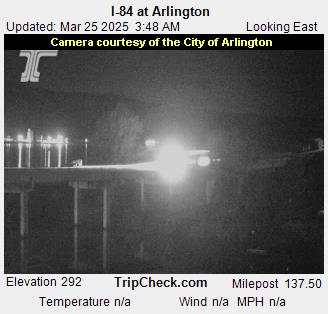 I-84 at Arlington
Updated: Mar 25 2025 3:48 AM Looking East
Camera courtesy of the City of Arlington
Elevation 292 TripCheck.com Milepost 137.50
Temperature n/a Wind n/a MPH n/a